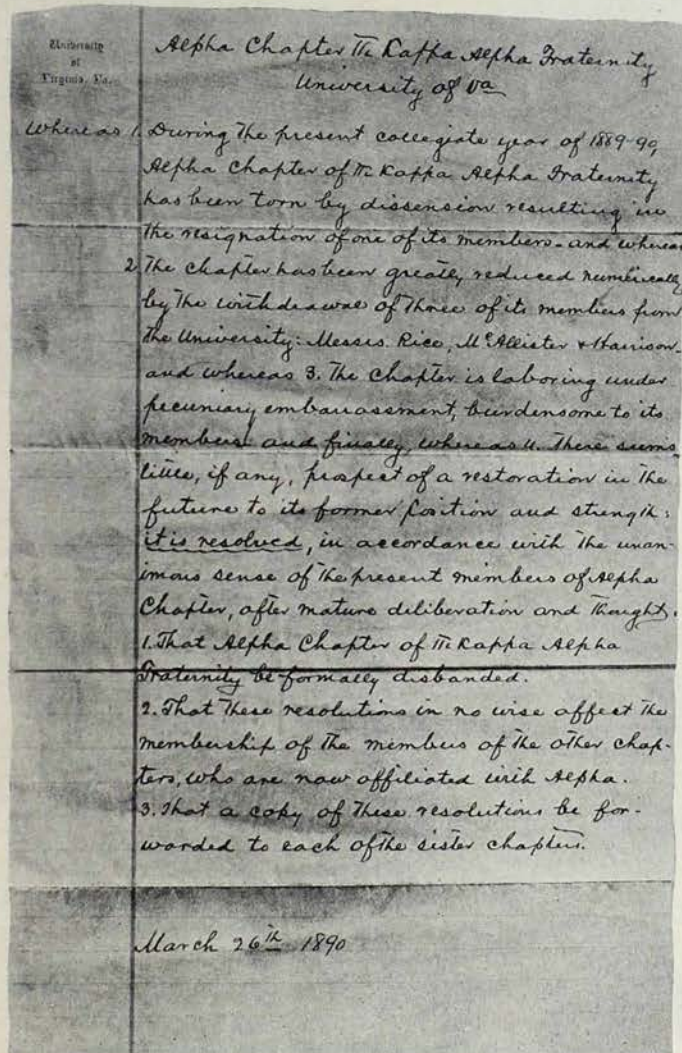 University
of
Virginia, Va.
Alpha Chapter Πι Kappa Alpha Fraternity
University of Va
Whereas 1. During the present collegiate year of 1889-90,
Alpha Chapter of Πι Kappa Alpha Fraternity
has been torn by dissension resulting in
the resignation of one of its members - and whereas
2. The chapter has been greatly reduced numerically
by the withdrawal of three of its members from
the University: Messrs. Rice, McAllister & Harrison -
and whereas 3. The chapter is laboring under
pecuniary embarrassment, burdensome to its
members and finally, whereas 4. There seems
little, if any, prospect of a restoration in the
future to its former position and strength:
it is resolved, in accordance with the unan-
imous sense of the present members of Alpha
Chapter, after mature deliberation and thought.
1. That Alpha Chapter of Πι Kappa Alpha
Fraternity be formally disbanded.
2. That these resolutions in no wise affect the
membership of the members of the other chap-
ters, who are now affiliated with Alpha.
3. That a copy of these resolutions be for-
warded to each of the sister chapters.
March 26th 1890